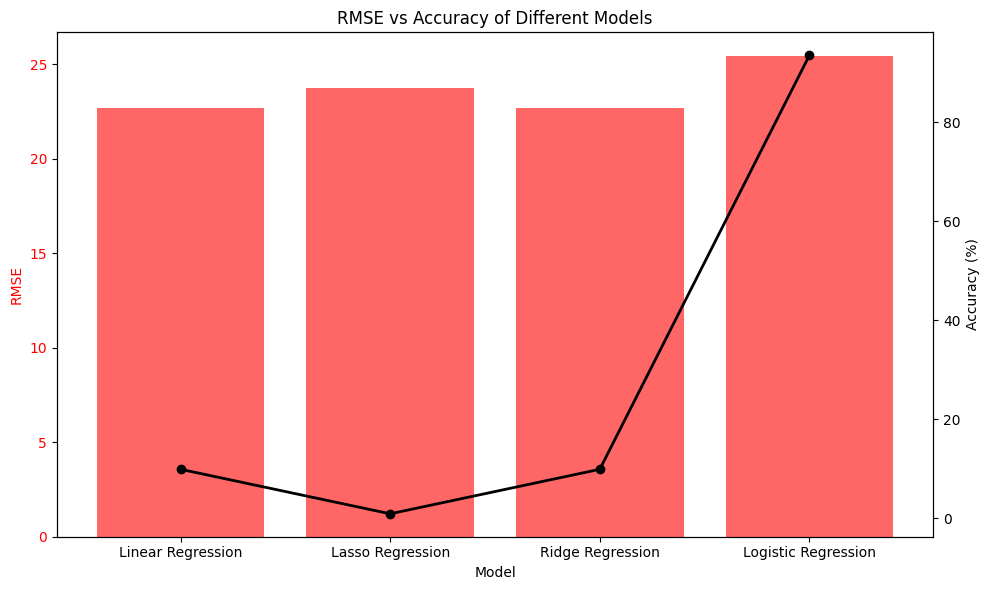 RMSE vs Accuracy of Different Models
RMSE
25
20
15
10
5
0
Accuracy (%)
80
60
40
20
0
Linear Regression
Lasso Regression
Ridge Regression
Logistic Regression
Model